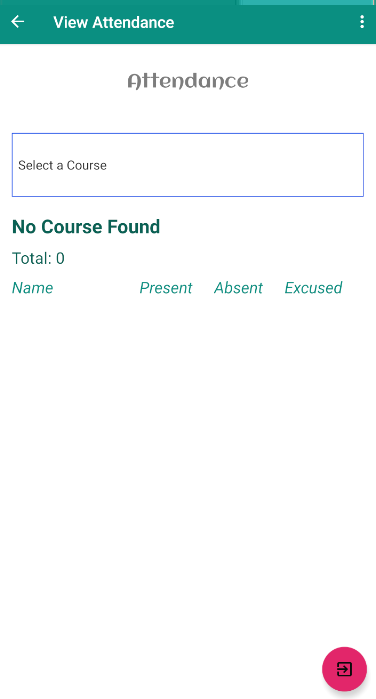 View Attendance
Attendance
Select a Course
No Course Found
Total: 0
Name Present Absent Excused